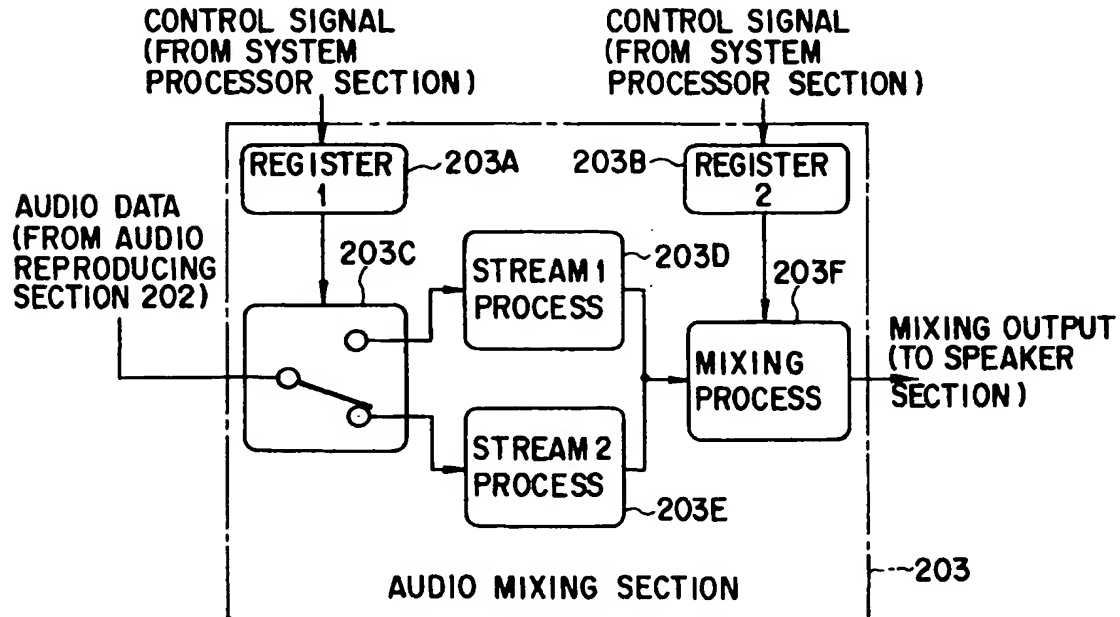 CONTROL SIGNAL
(FROM SYSTEM
PROCESSOR SECTION)
CONTROL SIGNAL
(FROM SYSTEM
PROCESSOR SECTION)
REGISTER
1
203A
203B
REGISTER
2
AUDIO DATA
(FROM AUDIO
REPRODUCING
SECTION 202)
203C
STREAM 1
PROCESS
203D
203F
MIXING
PROCESS
MIXING OUTPUT
(TO SPEAKER
SECTION)
STREAM 2
PROCESS
203E
AUDIO MIXING SECTION
203